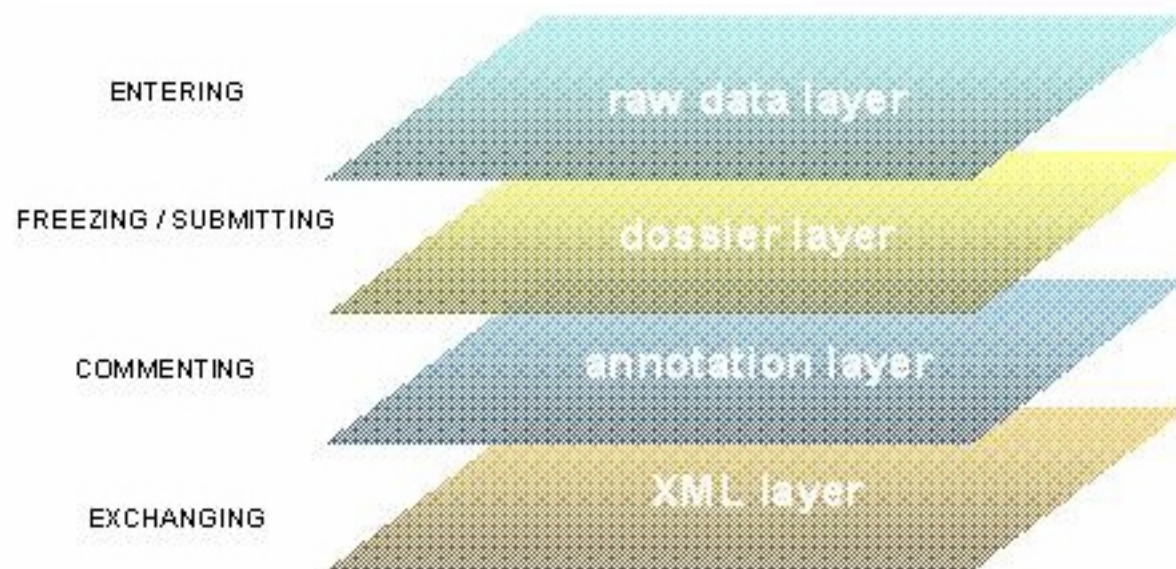 ENTERING
raw data layer
FREEZING / SUBMITTING
dossier layer
COMMENTING
annotation layer
EXCHANGING
XML layer